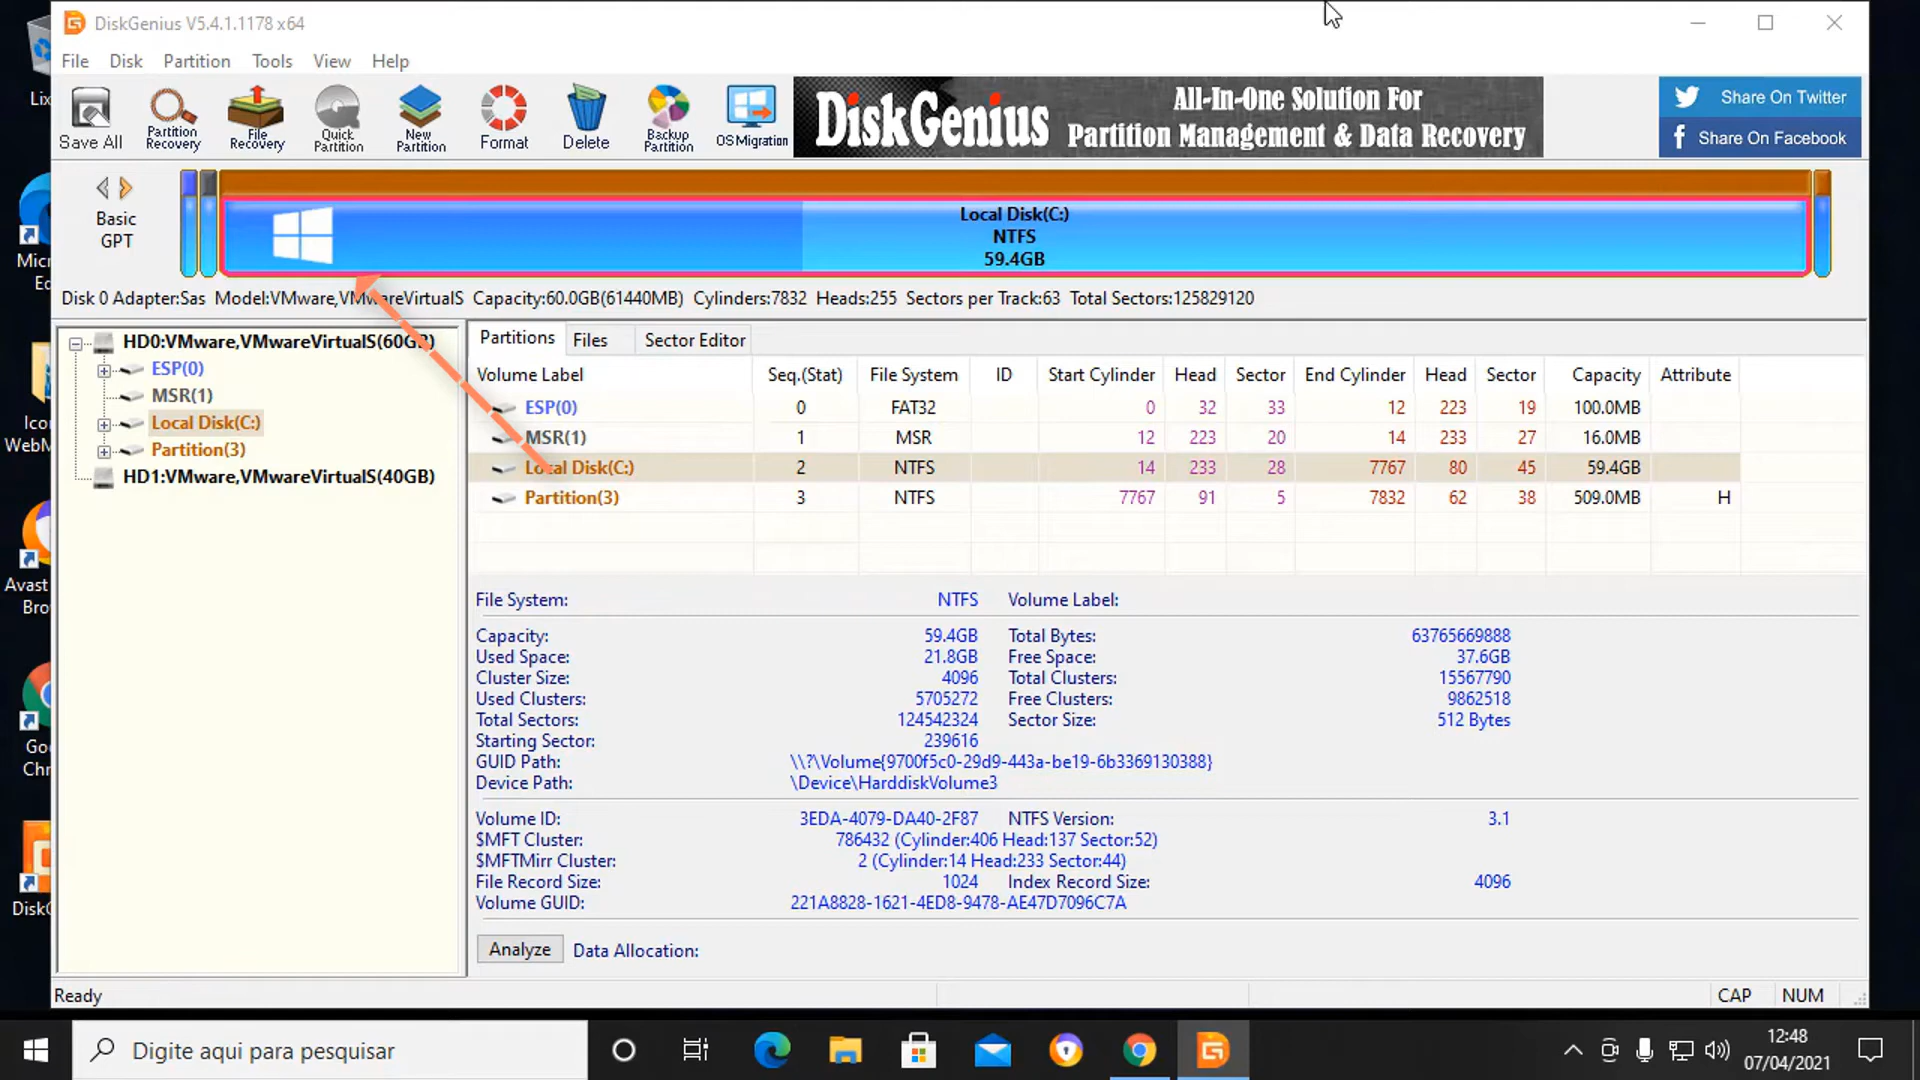 DiskGenius V5.4.1.1178 x64
File Disk Partition Tools View Help
Save All
Partition Recovery
File Recovery
Quick Partition
New Partition
Format
Delete
Backup Partition
OS Migration
DiskGenius
All-In-One Solution For
Partition Management & Data Recovery
Share On Twitter
Share On Facebook
Basic
GPT
Local Disk(C:)
NTFS
59.4GB
Disk 0 Adapter:Sas Model:VMware,VMwareVirtualS Capacity:60.0GB(61440MB) Cylinders:7832 Heads:255 Sectors per Track:63 Total Sectors:125829120
HD0:VMware,VMwareVirtualS(60GB)
ESP(0)
MSR(1)
Local Disk(C:)
Partition(3)
HD1:VMware,VMwareVirtualS(40GB)
Partitions Files Sector Editor
Volume Label Seq.(Stat) File System ID Start Cylinder Head Sector End Cylinder Head Sector Capacity Attribute
ESP(0) 0 FAT32 0 32 33 12 223 19 100.0MB
MSR(1) 1 MSR 12 223 20 14 233 27 16.0MB
Local Disk(C:) 2 NTFS 14 233 28 7767 80 45 59.4GB
Partition(3) 3 NTFS 7767 91 5 7832 62 38 509.0MB H
File System: NTFS Volume Label:
Capacity: 59.4GB Total Bytes: 63765669888
Used Space: 21.8GB Free Space: 37.6GB
Cluster Size: 4096 Total Clusters: 15567790
Used Clusters: 5705272 Free Clusters: 9862518
Total Sectors: 124542324 Sector Size: 512 Bytes
Starting Sector: 239616
GUID Path: \\?\Volume{9700f5c0-29d9-443a-be19-6b3369130388}
Device Path: \Device\HarddiskVolume3
Volume ID: 3EDA-4079-DA40-2F87 NTFS Version: 3.1
$MFT Cluster: 786432 (Cylinder:406 Head:137 Sector:52)
$MFTMirr Cluster: 2 (Cylinder:14 Head:233 Sector:44)
File Record Size: 1024 Index Record Size: 4096
Volume GUID: 221A8828-1621-4ED8-9478-AE47D7096C7A
Analyze Data Allocation:
Ready CAP NUM
Lix
Micr
Ed
Icon
WebM
Avast
Bro
Goo
Chr
DiskG
Digite aqui para pesquisar
12:48
07/04/2021